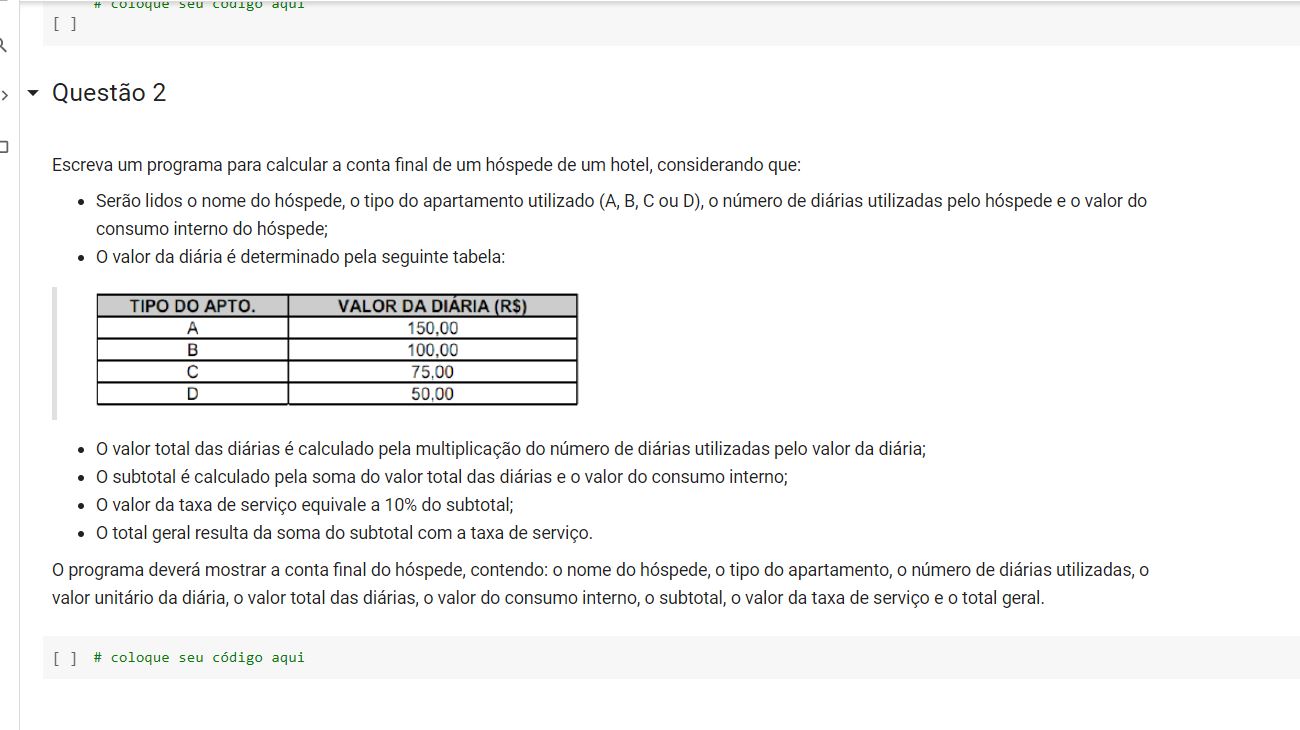 # coloque seu código aqui
[ ]
Questão 2
Escreva um programa para calcular a conta final de um hóspede de um hotel, considerando que:
• Serão lidos o nome do hóspede, o tipo do apartamento utilizado (A, B, C ou D), o número de diárias utilizadas pelo hóspede e o valor do
consumo interno do hóspede;
• O valor da diária é determinado pela seguinte tabela:
TIPO DO APTO. VALOR DA DIÁRIA (R$)
A 150,00
B 100,00
C 75,00
D 50,00
• O valor total das diárias é calculado pela multiplicação do número de diárias utilizadas pelo valor da diária;
• O subtotal é calculado pela soma do valor total das diárias e o valor do consumo interno;
• O valor da taxa de serviço equivale a 10% do subtotal;
• O total geral resulta da soma do subtotal com a taxa de serviço.
O programa deverá mostrar a conta final do hóspede, contendo: o nome do hóspede, o tipo do apartamento, o número de diárias utilizadas, o
valor unitário da diária, o valor total das diárias, o valor do consumo interno, o subtotal, o valor da taxa de serviço e o total geral.
[ ] # coloque seu código aqui